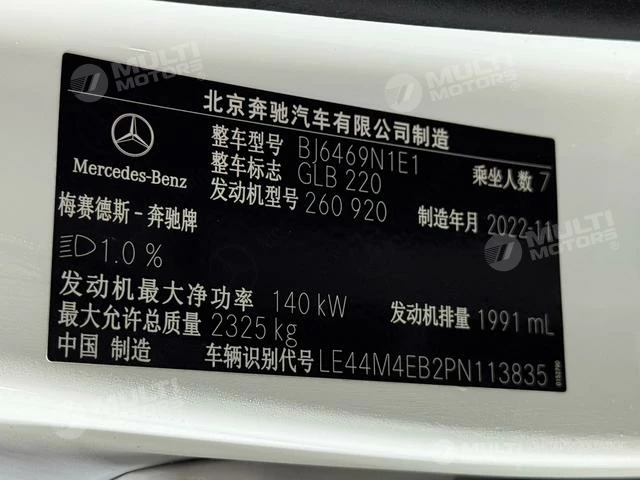 北京奔驰汽车有限公司制造
整车型号 BJ6469N1E1 乘坐人数 7
整车标志 GLB 220
Mercedes-Benz
发动机型号 260 920 制造年月 2022-11
梅赛德斯 - 奔驰牌
1.0 %
发动机最大净功率 140 kW 发动机排量 1991 mL
最大允许总质量 2325 kg
中国 制造 车辆识别代号 LE44M4EB2PN113835
0152790
MULTI MOTORS
MULTI MOTORS
MULTI MOTORS
MULTI MOTORS